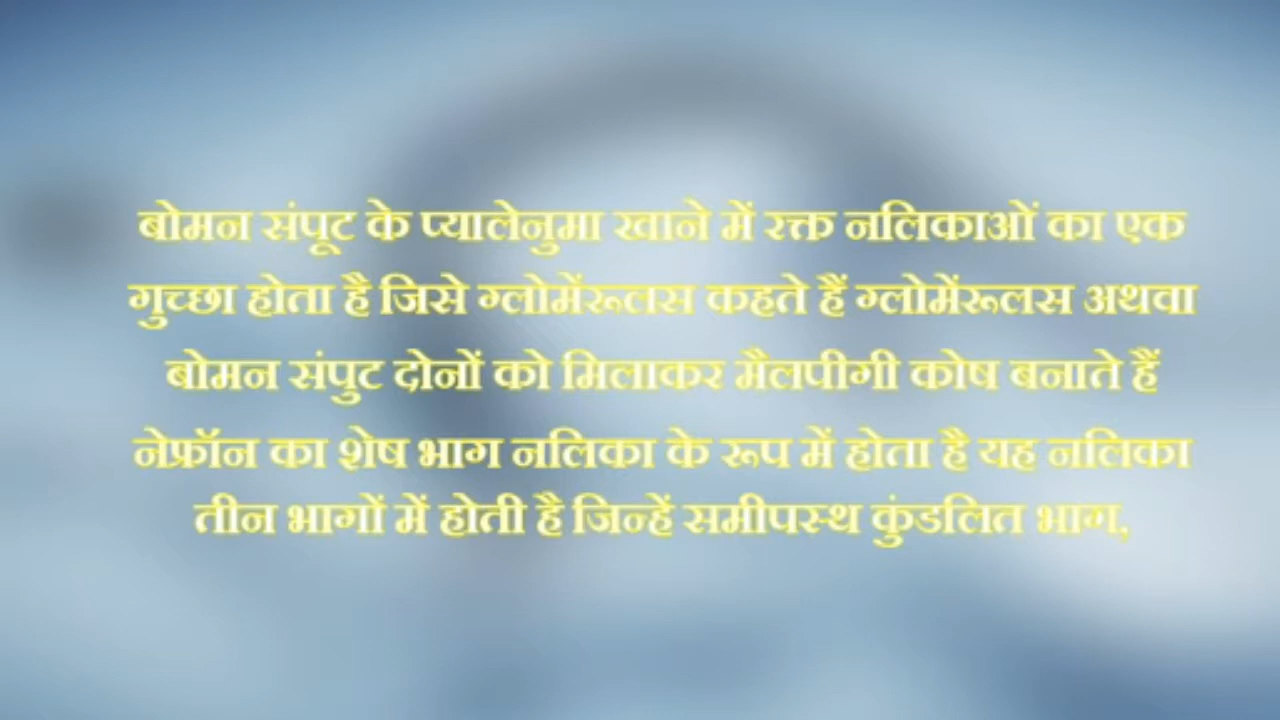 बोमन संपूट के प्यालेनुमा खाने में रक्त नलिकाओं का एक
गुच्छा होता है जिसे ग्लोमेंरूलस कहते हैं ग्लोमेंरूलस अथवा
बोमन संपुट दोनों को मिलाकर मैलपीगी कोष बनाते हैं
नेफ्रॉन का शेष भाग नलिका के रूप में होता है यह नलिका
तीन भागों में होती है जिन्हें समीपस्थ कुंडलित भाग,